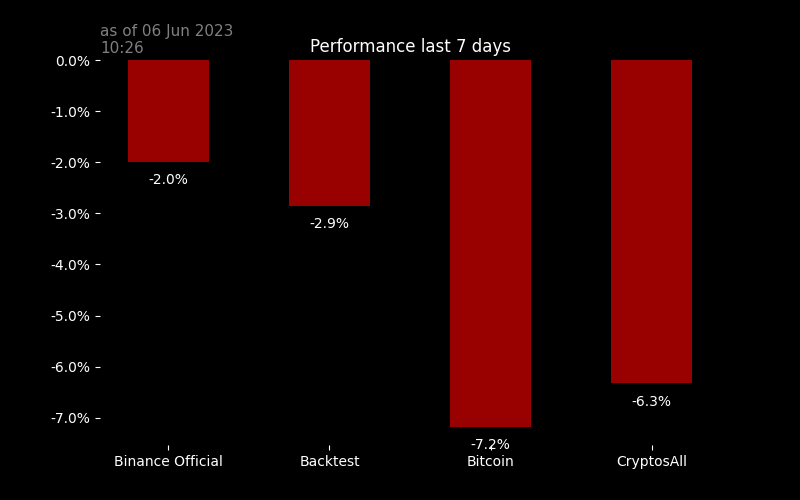 as of 06 Jun 2023
10:26
Performance last 7 days
0.0%
-1.0%
-2.0%
-3.0%
-4.0%
-5.0%
-6.0%
-7.0%
-2.0%
-2.9%
-7.2%
-6.3%
Binance Official
Backtest
Bitcoin
CryptosAll